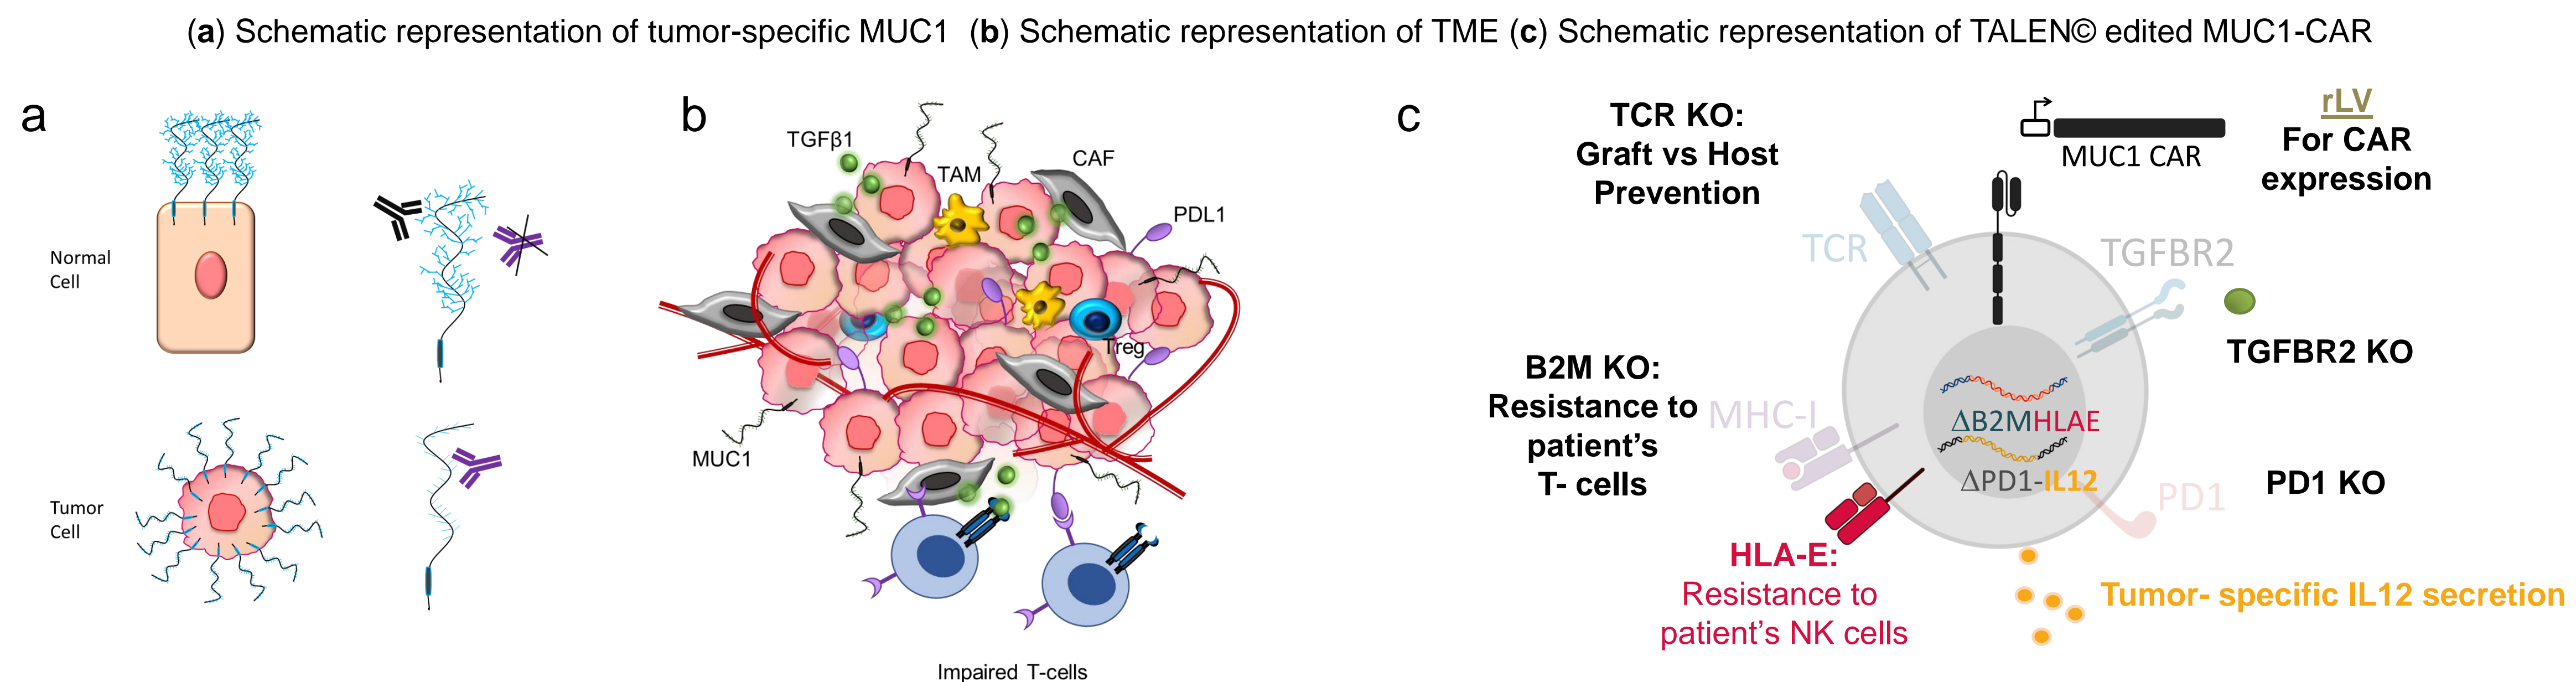 (a) Schematic representation of tumor-specific MUC1 (b) Schematic representation of TME (c) Schematic representation of TALEN© edited MUC1-CAR
a
Normal
Cell
Tumor
Cell
b
TGFβ1
TAM
CAF
PDL1
Treg
MUC1
Impaired T-cells
c
TCR KO:
Graft vs Host
Prevention
MUC1 CAR
rLV
For CAR
expression
TCR
TGFBR2
TGFBR2 KO
B2M KO:
Resistance to
patient's
T- cells
MHC-I
ΔB2MHLAE
ΔPD1-IL12
PD1
PD1 KO
HLA-E:
Resistance to
patient's NK cells
Tumor- specific IL12 secretion